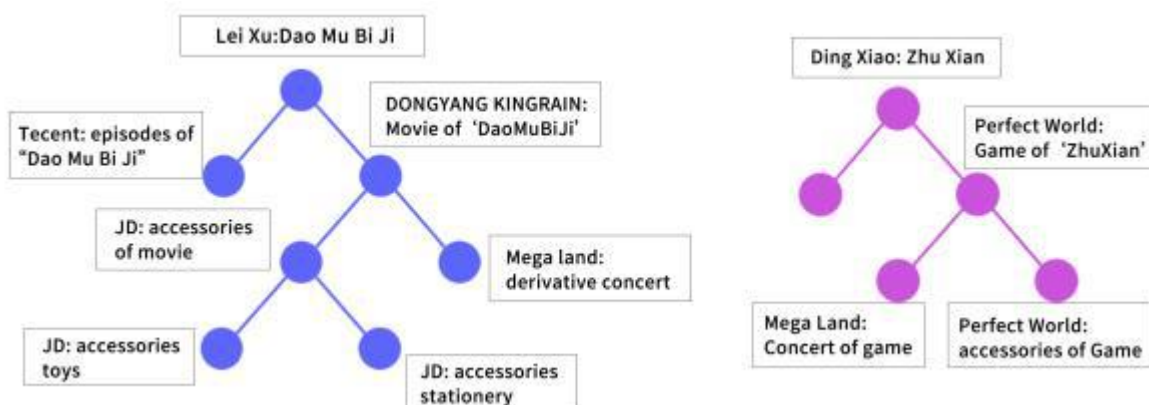 Lei Xu:Dao Mu Bi Ji
Tecent: episodes of
“Dao Mu Bi Ji”
DONGYANG KINGRAIN:
Movie of ‘DaoMuBiJi’
JD: accessories
of movie
Mega land:
derivative concert
JD: accessories
toys
JD: accessories
stationery
Ding Xiao: Zhu Xian
Perfect World:
Game of ‘ZhuXian’
Mega Land:
Concert of game
Perfect World:
accessories of Game